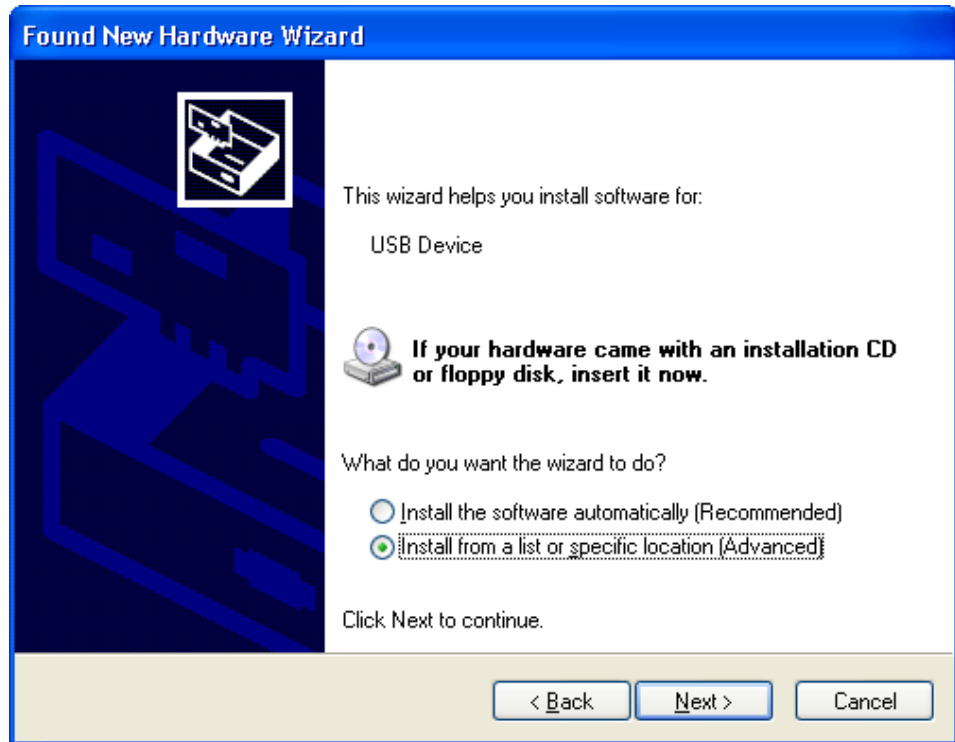 Found New Hardware Wizard
This wizard helps you install software for:
USB Device
If your hardware came with an installation CD
or floppy disk, insert it now.
What do you want the wizard to do?
Install the software automatically (Recommended)
Install from a list or specific location (Advanced)
Click Next to continue.
< Back
Next >
Cancel